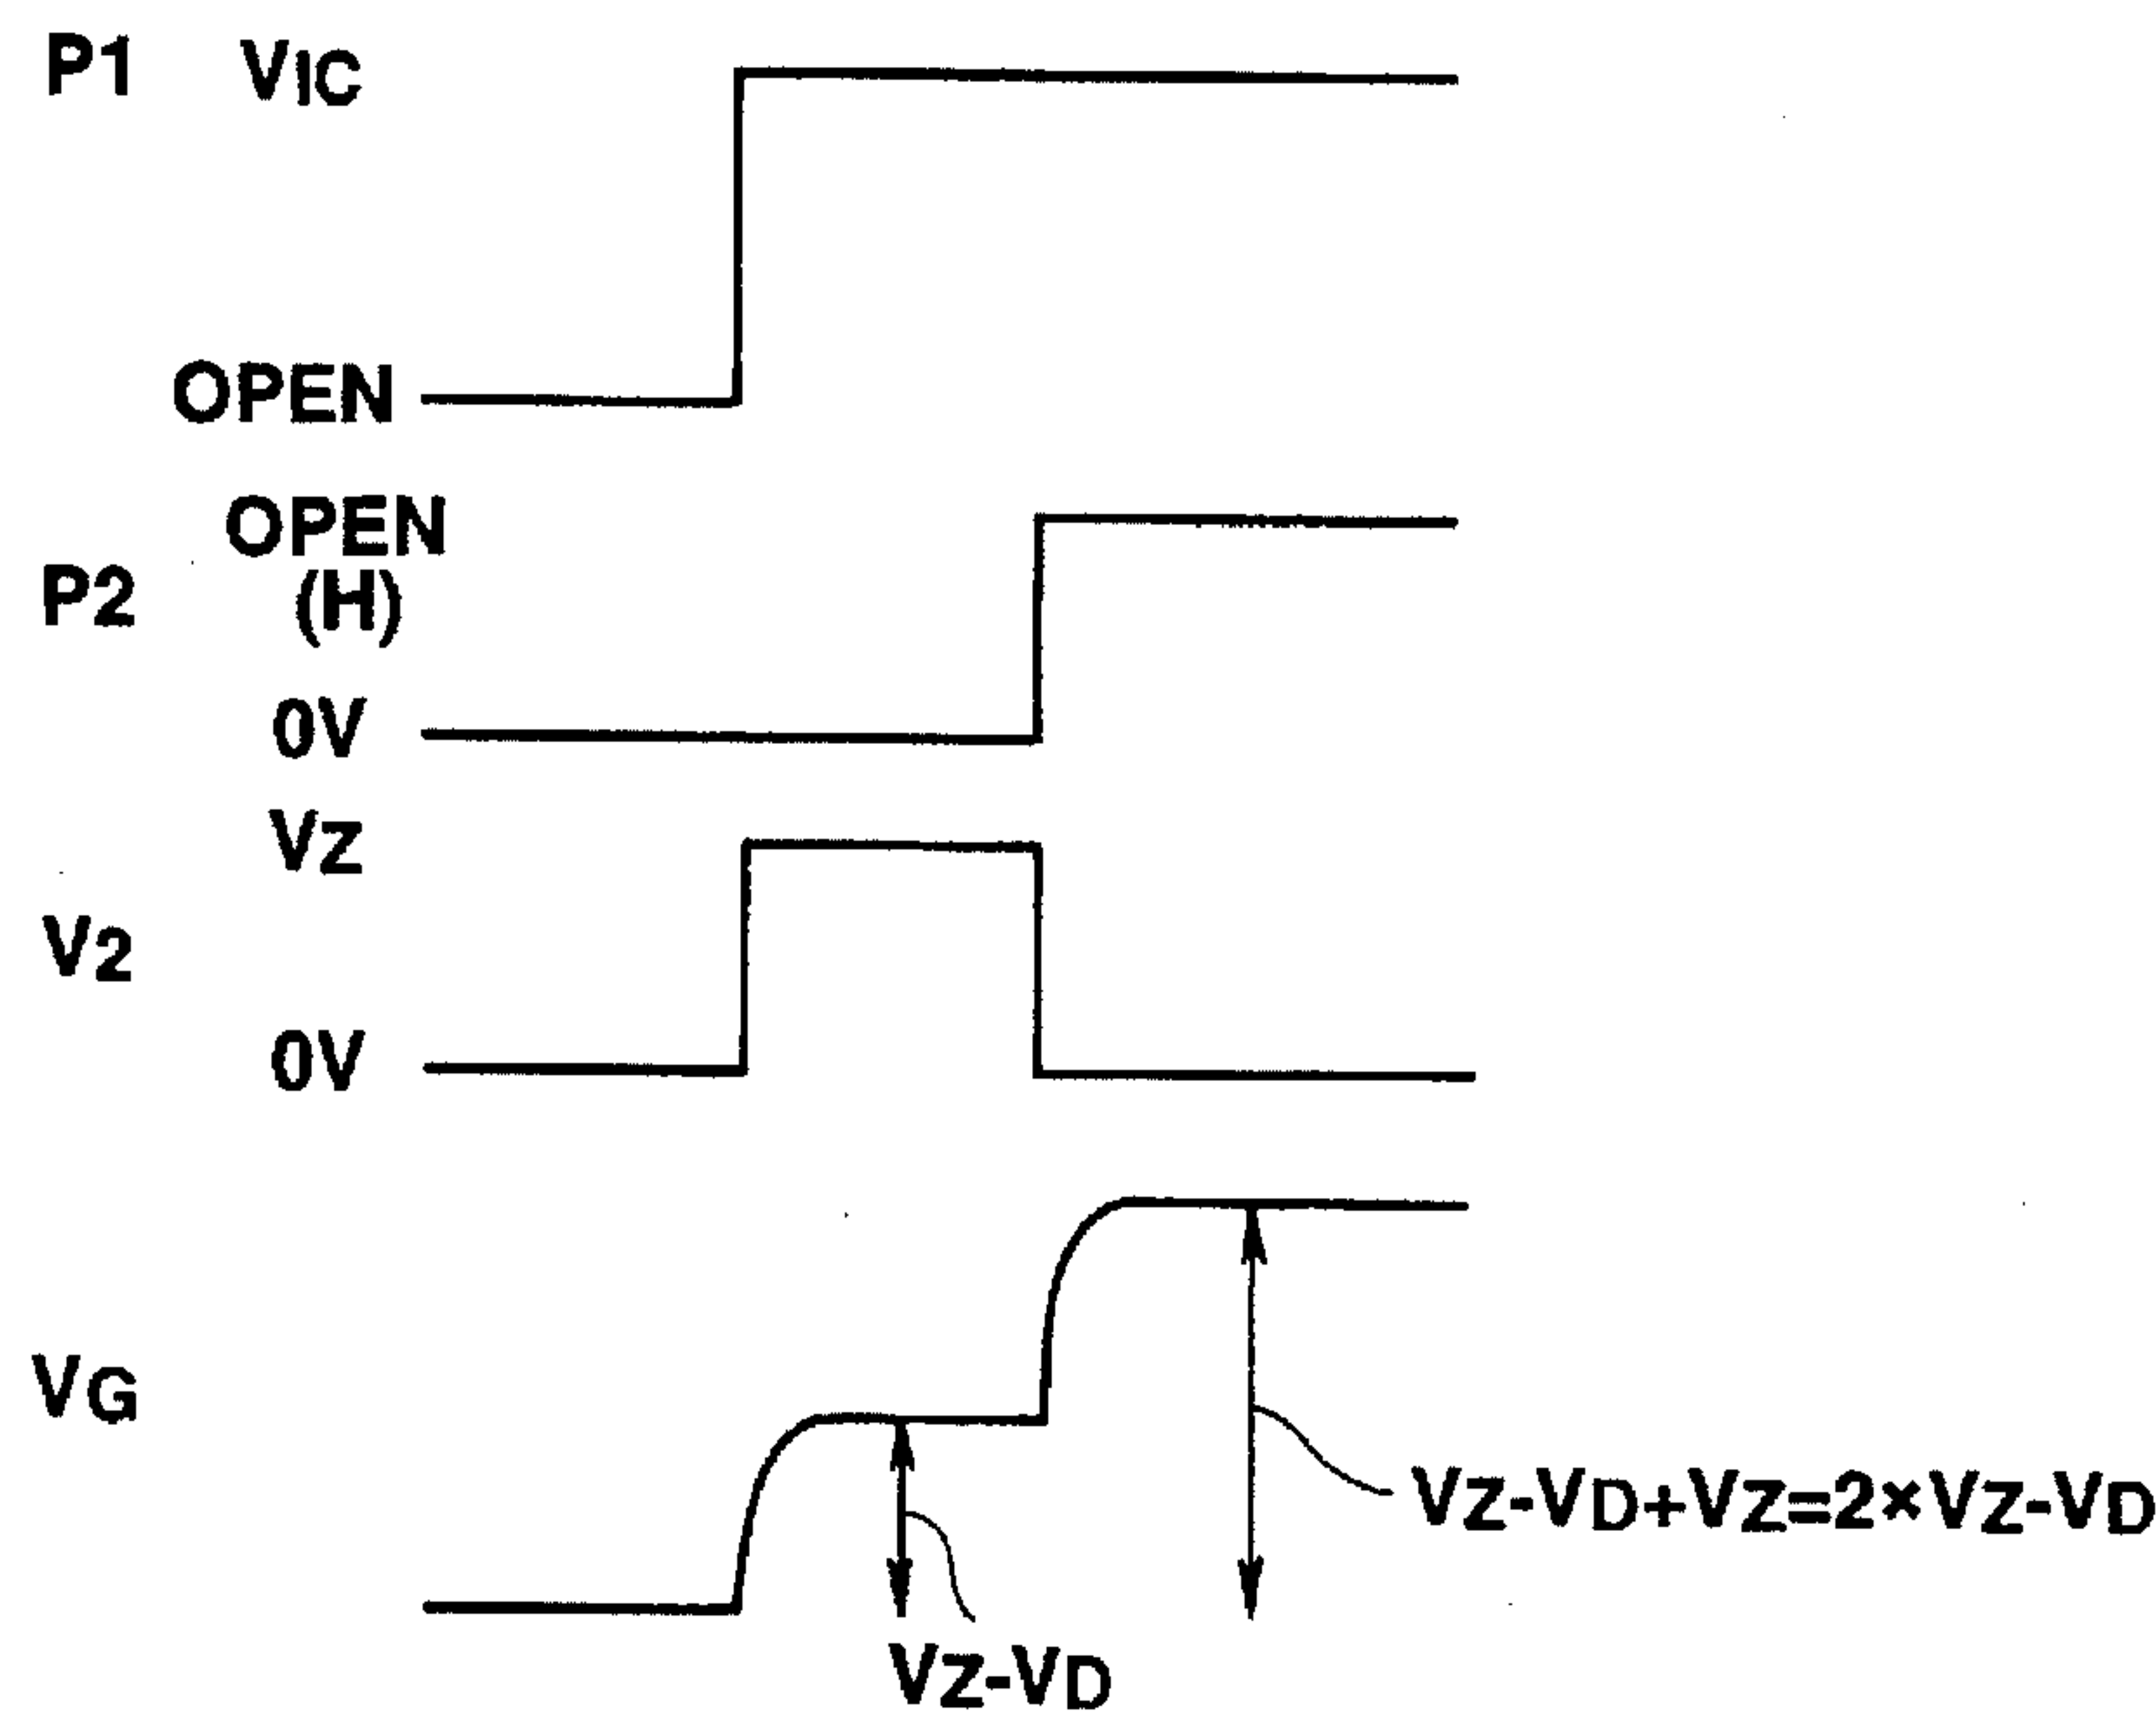 P1 VIC
OPEN
OPEN
P2 (H)
0V
VZ
V2
0V
VG
VZ-VD+VZ=2×VZ-VD
VZ-VD